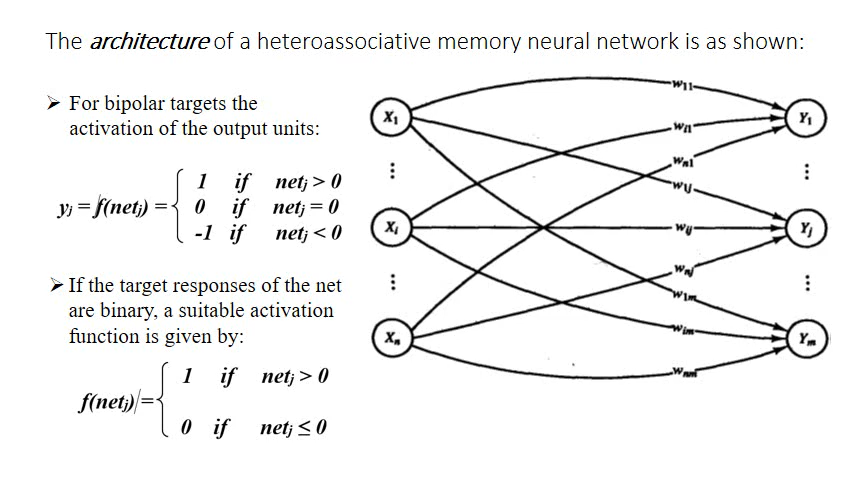 The architecture of a heteroassociative memory neural network is as shown:
➤ For bipolar targets the
activation of the output units:
yj = f(netj) = { 1 if netj > 0
0 if netj = 0
-1 if netj < 0
➤ If the target responses of the net
are binary, a suitable activation
function is given by:
f(netj) = { 1 if netj > 0
0 if netj ≤ 0
X1
⋮
Xi
⋮
Xn
w11
wi1
wn1
w1j
wij
wnj
w1m
wim
wnm
Y1
⋮
Yj
⋮
Ym